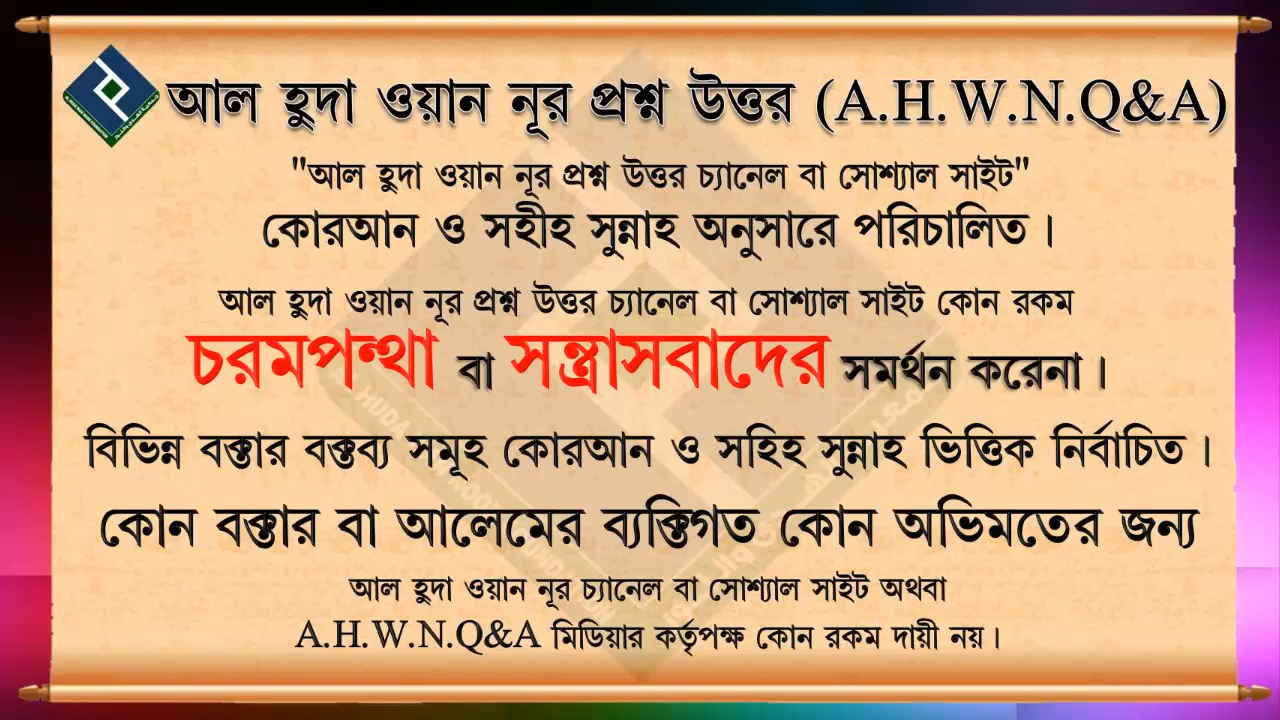 আল হুদা ওয়ান নূর প্রশ্ন উত্তর (A.H.W.N.Q&A)
"আল হুদা ওয়ান নূর প্রশ্ন উত্তর চ্যানেল বা সোশ্যাল সাইট"
কোরআন ও সহীহ সুন্নাহ অনুসারে পরিচালিত।
আল হুদা ওয়ান নূর প্রশ্ন উত্তর চ্যানেল বা সোশ্যাল সাইট কোন রকম
চরমপন্থা বা সন্ত্রাসবাদের সমর্থন করেনা।
বিভিন্ন বক্তার বক্তব্য সমূহ কোরআন ও সহিহ সুন্নাহ ভিত্তিক নির্বাচিত।
কোন বক্তার বা আলেমের ব্যক্তিগত কোন অভিমতের জন্য
আল হুদা ওয়ান নূর চ্যানেল বা সোশ্যাল সাইট অথবা
A.H.W.N.Q&A মিডিয়ার কর্তৃপক্ষ কোন রকম দায়ী নয়।